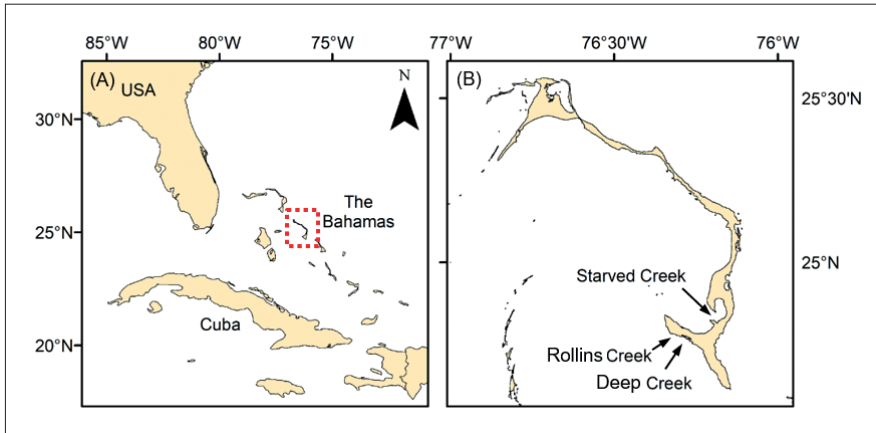 85°W 80°W 75°W 77°W 76°30'W 76°W
(A)
USA
N
(B)
25°30'N
30°N
The
Bahamas
25°N
25°N
Starved Creek
Cuba
20°N
Rollins Creek
Deep Creek